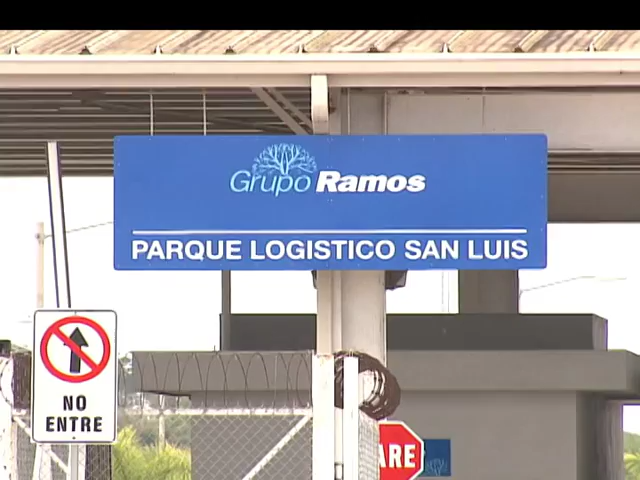 Grupo Ramos
PARQUE LOGISTICO SAN LUIS
NO
ENTRE
ARE